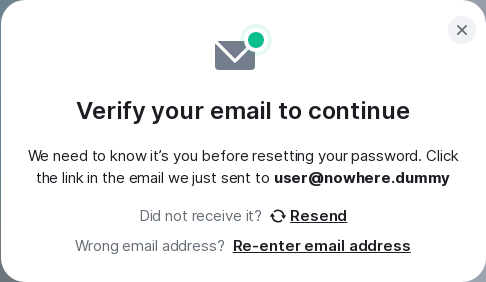 Verify your email to continue
We need to know it’s you before resetting your password. Click
the link in the email we just sent to user@nowhere.dummy
Did not receive it? Resend
Wrong email address? Re-enter email address